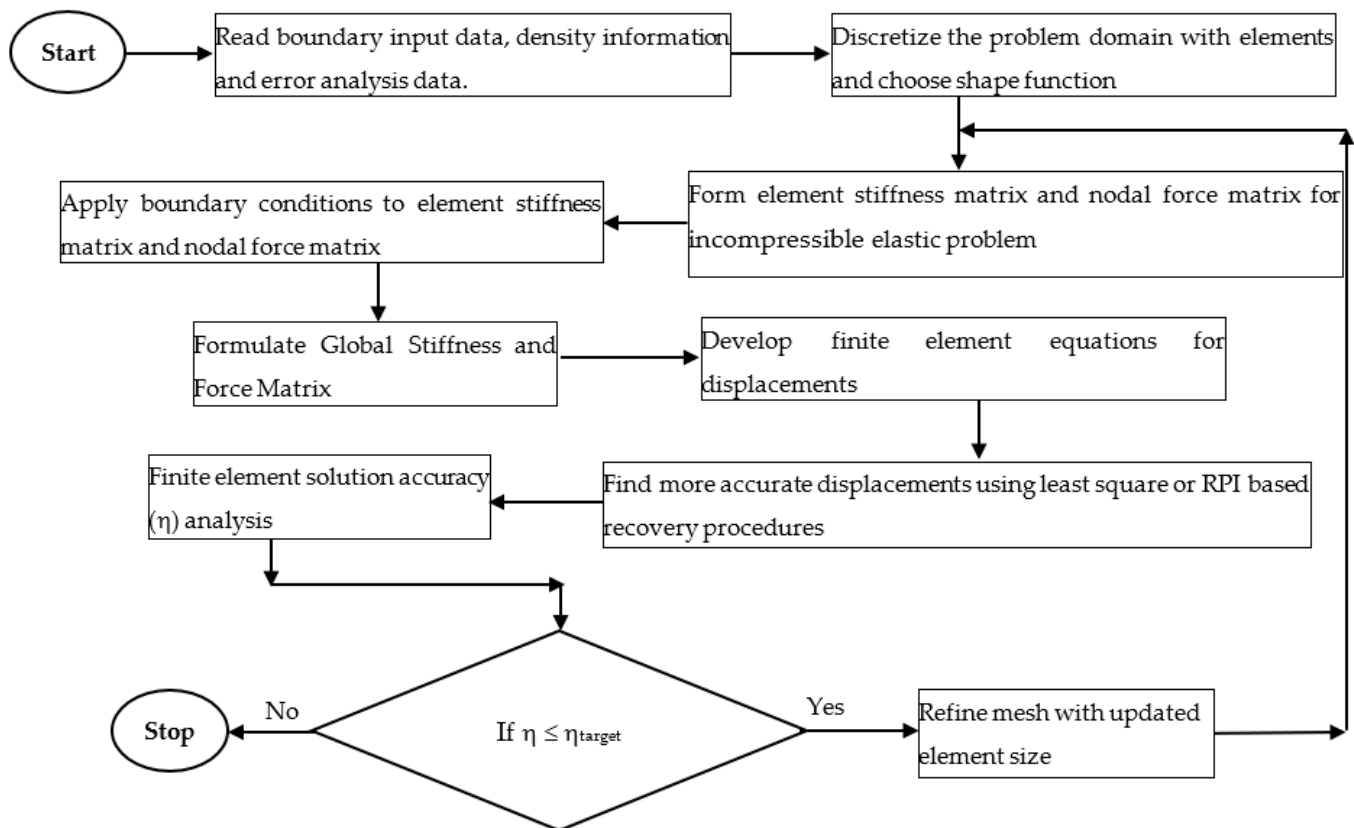 Start
Read boundary input data, density information
and error analysis data.
Discretize the problem domain with elements
and choose shape function
Form element stiffness matrix and nodal force matrix for
incompressible elastic problem
Apply boundary conditions to element stiffness
matrix and nodal force matrix
Formulate Global Stiffness and
Force Matrix
Develop finite element equations for
displacements
Find more accurate displacements using least square or RPI based
recovery procedures
Finite element solution accuracy
(η) analysis
If η ≤ ηtarget
No
Stop
Yes
Refine mesh with updated
element size